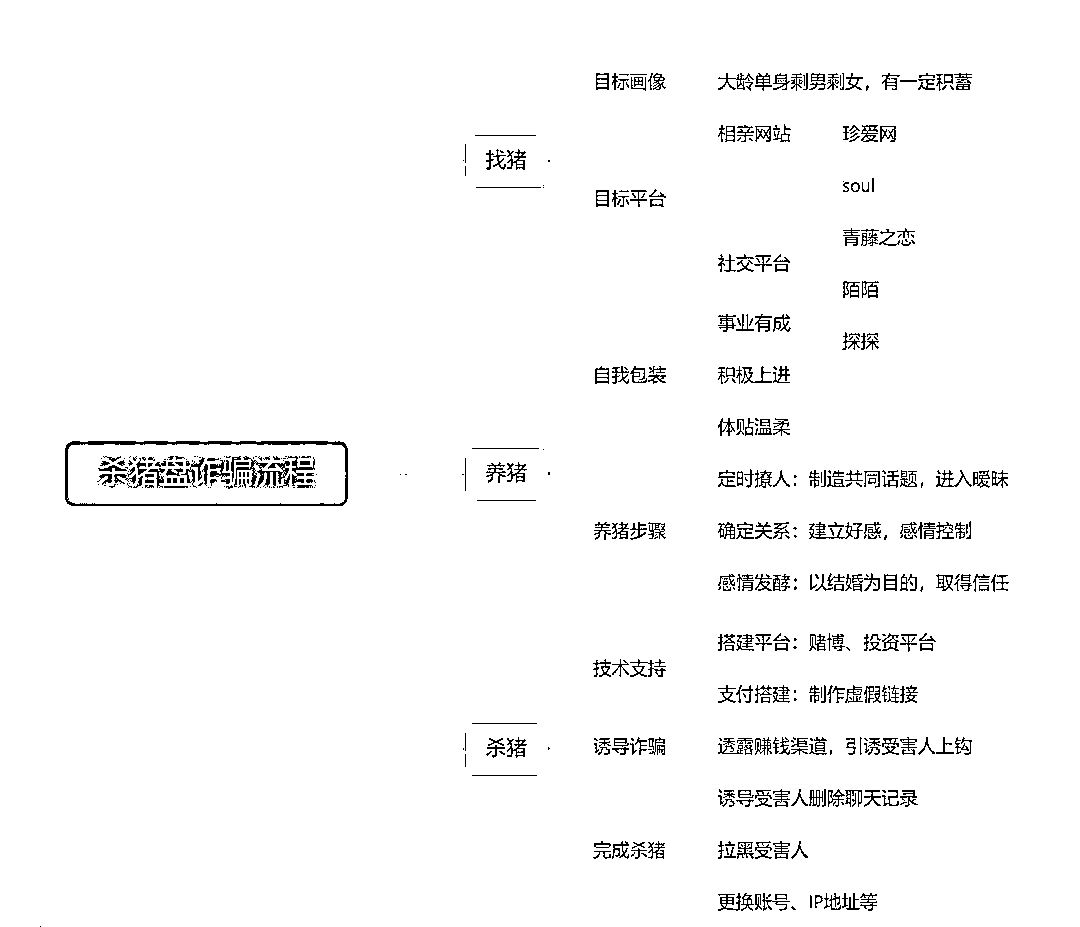 杀猪盘诈骗流程
找猪
目标画像
大龄单身剩男剩女，有一定积蓄
目标平台
相亲网站
珍爱网
soul
青藤之恋
社交平台
陌陌
探探
养猪
自我包装
事业有成
积极上进
体贴温柔
养猪步骤
定时撩人：制造共同话题，进入暧昧
确定关系：建立好感，感情控制
感情发酵：以结婚为目的，取得信任
杀猪
技术支持
搭建平台：赌博、投资平台
支付搭建：制作虚假链接
诱导诈骗
透露赚钱渠道，引诱受害人上钩
诱导受害人删除聊天记录
完成杀猪
拉黑受害人
更换账号、IP地址等